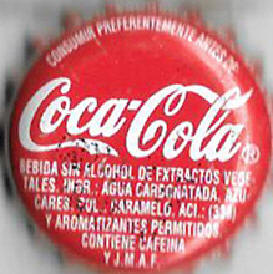 CONSUMIR PREFERENTEMENTE ANTES DE
Coca-Cola®
BEBIDA SIN ALCOHOL DE EXTRACTOS VEGE
TALES. INGR.: AGUA CARBONATADA, AZU
CARES. COL.: CARAMELO, ACI.: (338)
Y AROMATIZANTES PERMITIDOS
CONTIENE CAFEINA
Y J.M.A.F.